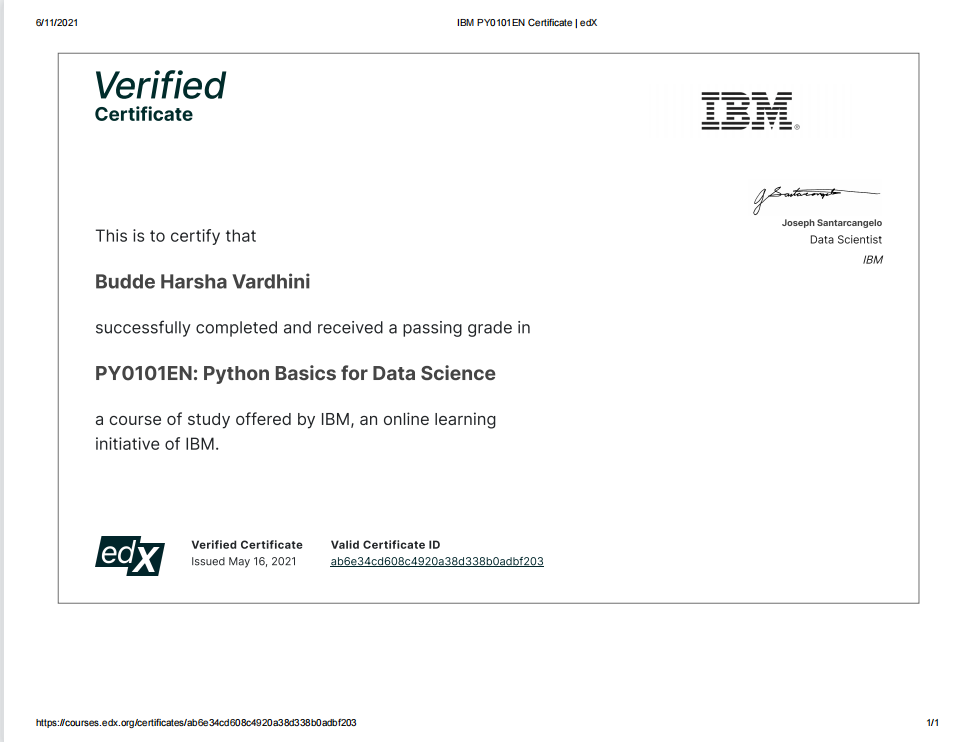 6/11/2021
IBM PY0101EN Certificate | edX
Verified
Certificate
IBM®
J Santarcangelo
Joseph Santarcangelo
Data Scientist
IBM
This is to certify that
Budde Harsha Vardhini
successfully completed and received a passing grade in
PY0101EN: Python Basics for Data Science
a course of study offered by IBM, an online learning
initiative of IBM.
edX
Verified Certificate
Issued May 16, 2021
Valid Certificate ID
ab6e34cd608c4920a38d338b0adbf203
https://courses.edx.org/certificates/ab6e34cd608c4920a38d338b0adbf203
1/1